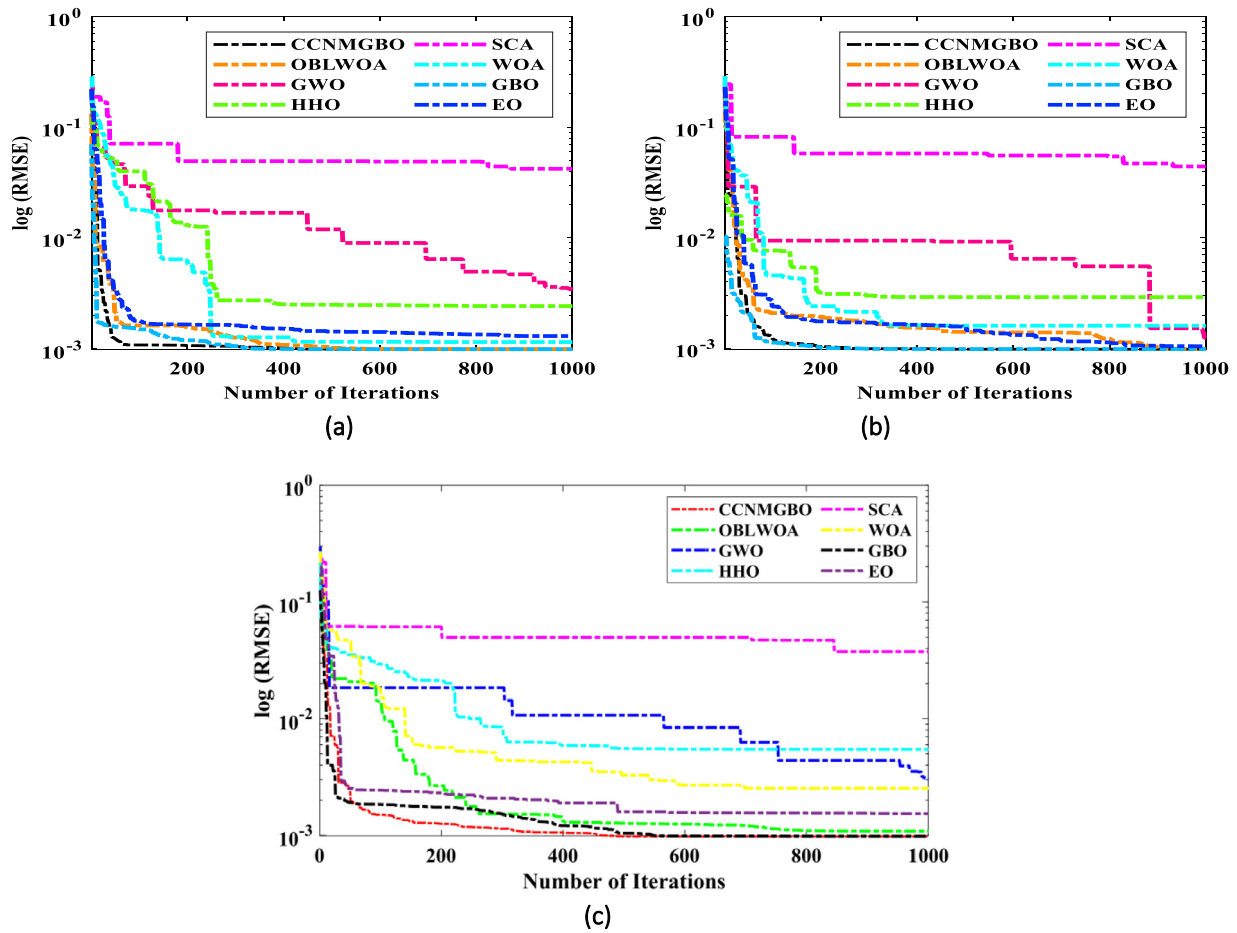 10^0
10^-1
10^-2
10^-3
log (RMSE)
CCNMGBO
OBLWOA
GWO
HHO
SCA
WOA
GBO
EO
200
400
600
800
1000
Number of Iterations
(a)
10^0
10^-1
10^-2
10^-3
log (RMSE)
CCNMGBO
OBLWOA
GWO
HHO
SCA
WOA
GBO
EO
200
400
600
800
1000
Number of Iterations
(b)
10^0
10^-1
10^-2
10^-3
log (RMSE)
CCNMGBO
OBLWOA
GWO
HHO
SCA
WOA
GBO
EO
0
200
400
600
800
1000
Number of Iterations
(c)